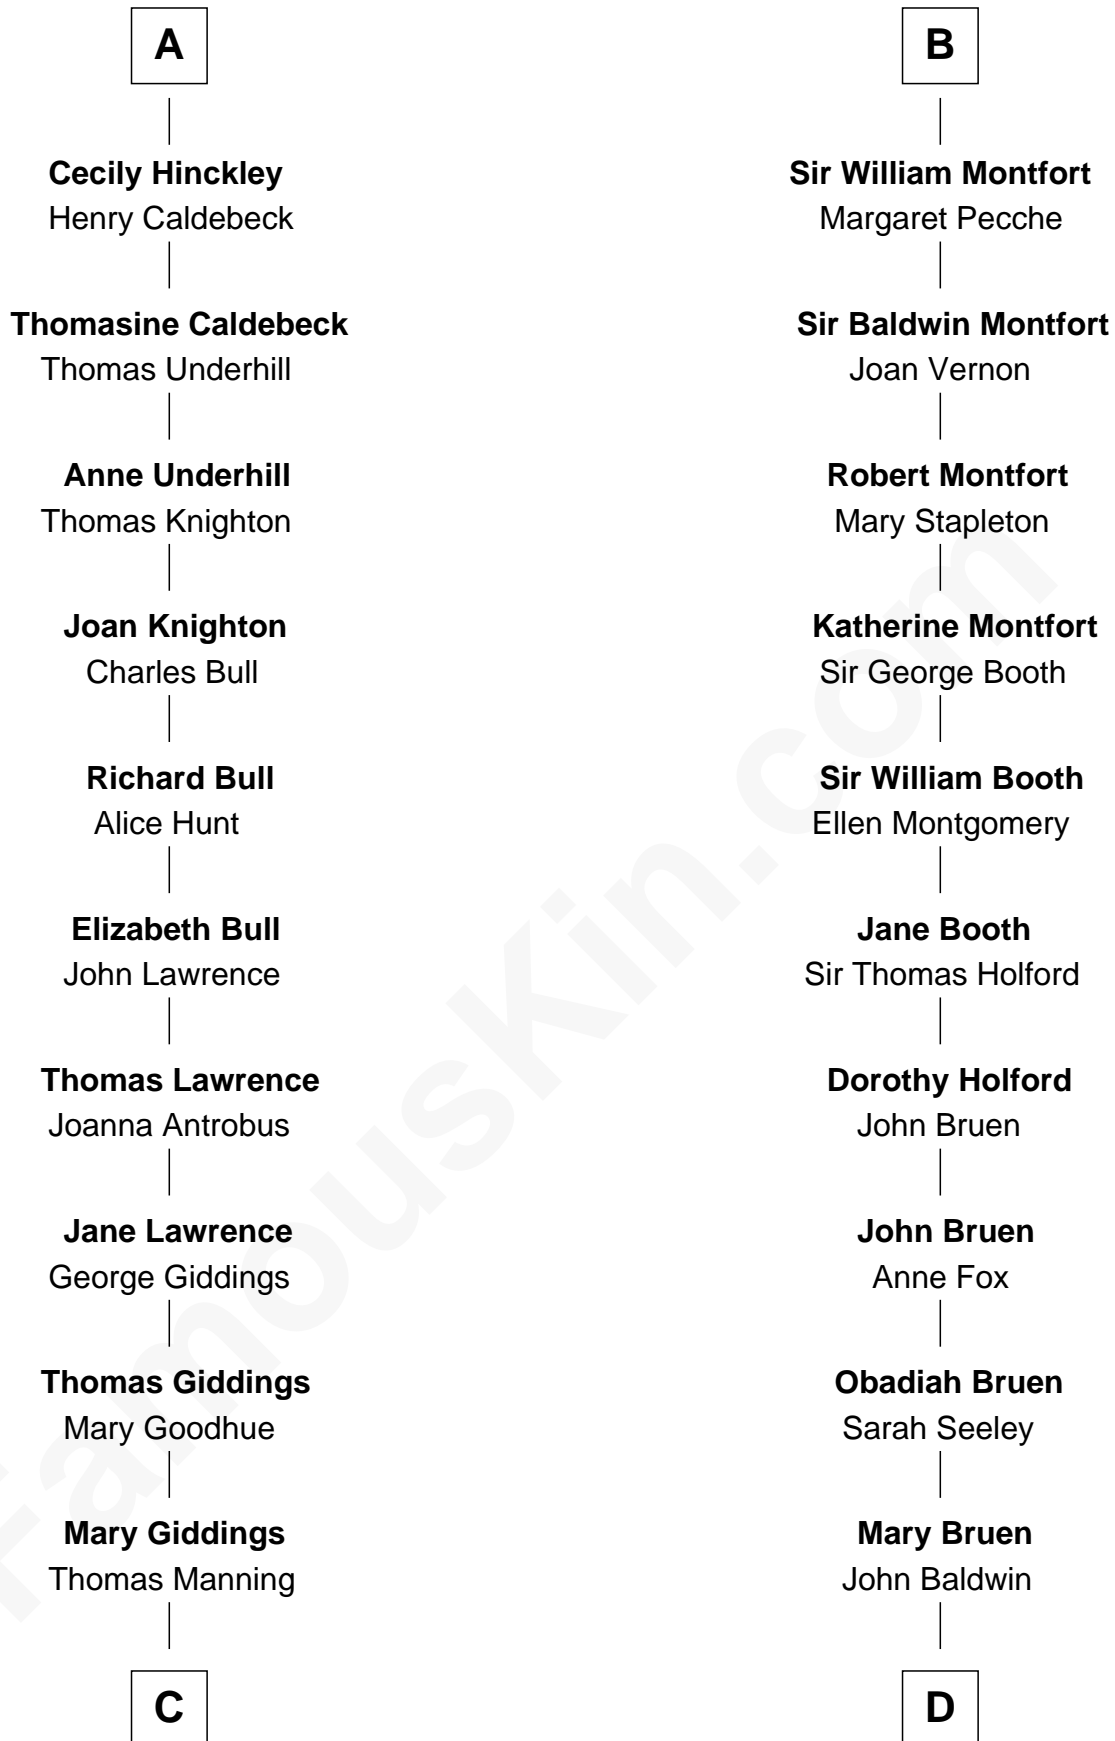 A
Cecily Hinckley
Henry Caldebeck
Thomasine Caldebeck
Thomas Underhill
Anne Underhill
Thomas Knighton
Joan Knighton
Charles Bull
Richard Bull
Alice Hunt
Elizabeth Bull
John Lawrence
Thomas Lawrence
Joanna Antrobus
Jane Lawrence
George Giddings
Thomas Giddings
Mary Goodhue
Mary Giddings
Thomas Manning
C
B
Sir William Montfort
Margaret Pecche
Sir Baldwin Montfort
Joan Vernon
Robert Montfort
Mary Stapleton
Katherine Montfort
Sir George Booth
Sir William Booth
Ellen Montgomery
Jane Booth
Sir Thomas Holford
Dorothy Holford
John Bruen
John Bruen
Anne Fox
Obadiah Bruen
Sarah Seeley
Mary Bruen
John Baldwin
D
FamousKin.com